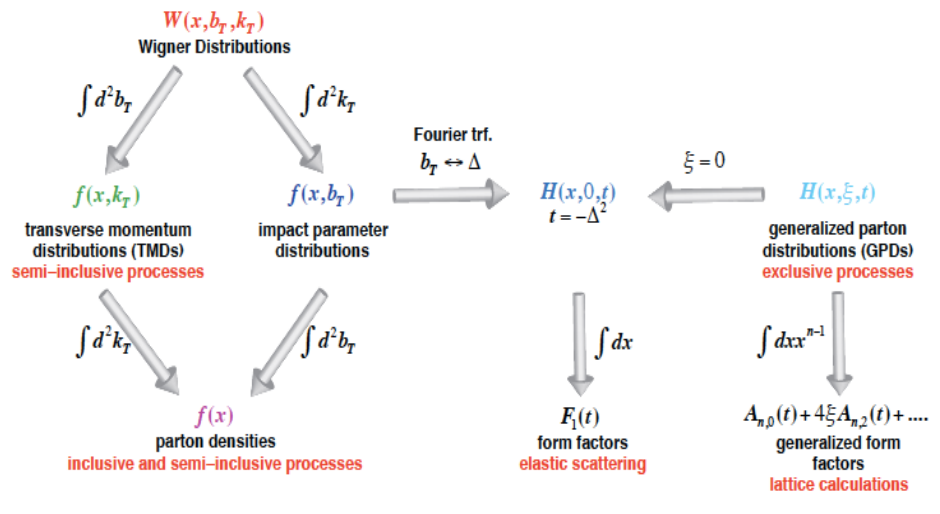 W(x,b_T,k_T)
Wigner Distributions
∫d²b_T
∫d²k_T
Fourier trf.
b_T ↔ Δ
ξ=0
f(x,k_T)
transverse momentum
distributions (TMDs)
semi–inclusive processes
f(x,b_T)
impact parameter
distributions
H(x,0,t)
t=−Δ²
H(x,ξ,t)
generalized parton
distributions (GPDs)
exclusive processes
∫d²k_T
∫d²b_T
∫dx
∫dxx^{n–1}
f(x)
parton densities
inclusive and semi–inclusive processes
F₁(t)
form factors
elastic scattering
A_{n,0}(t)+4ξA_{n,2}(t)+....
generalized form
factors
lattice calculations